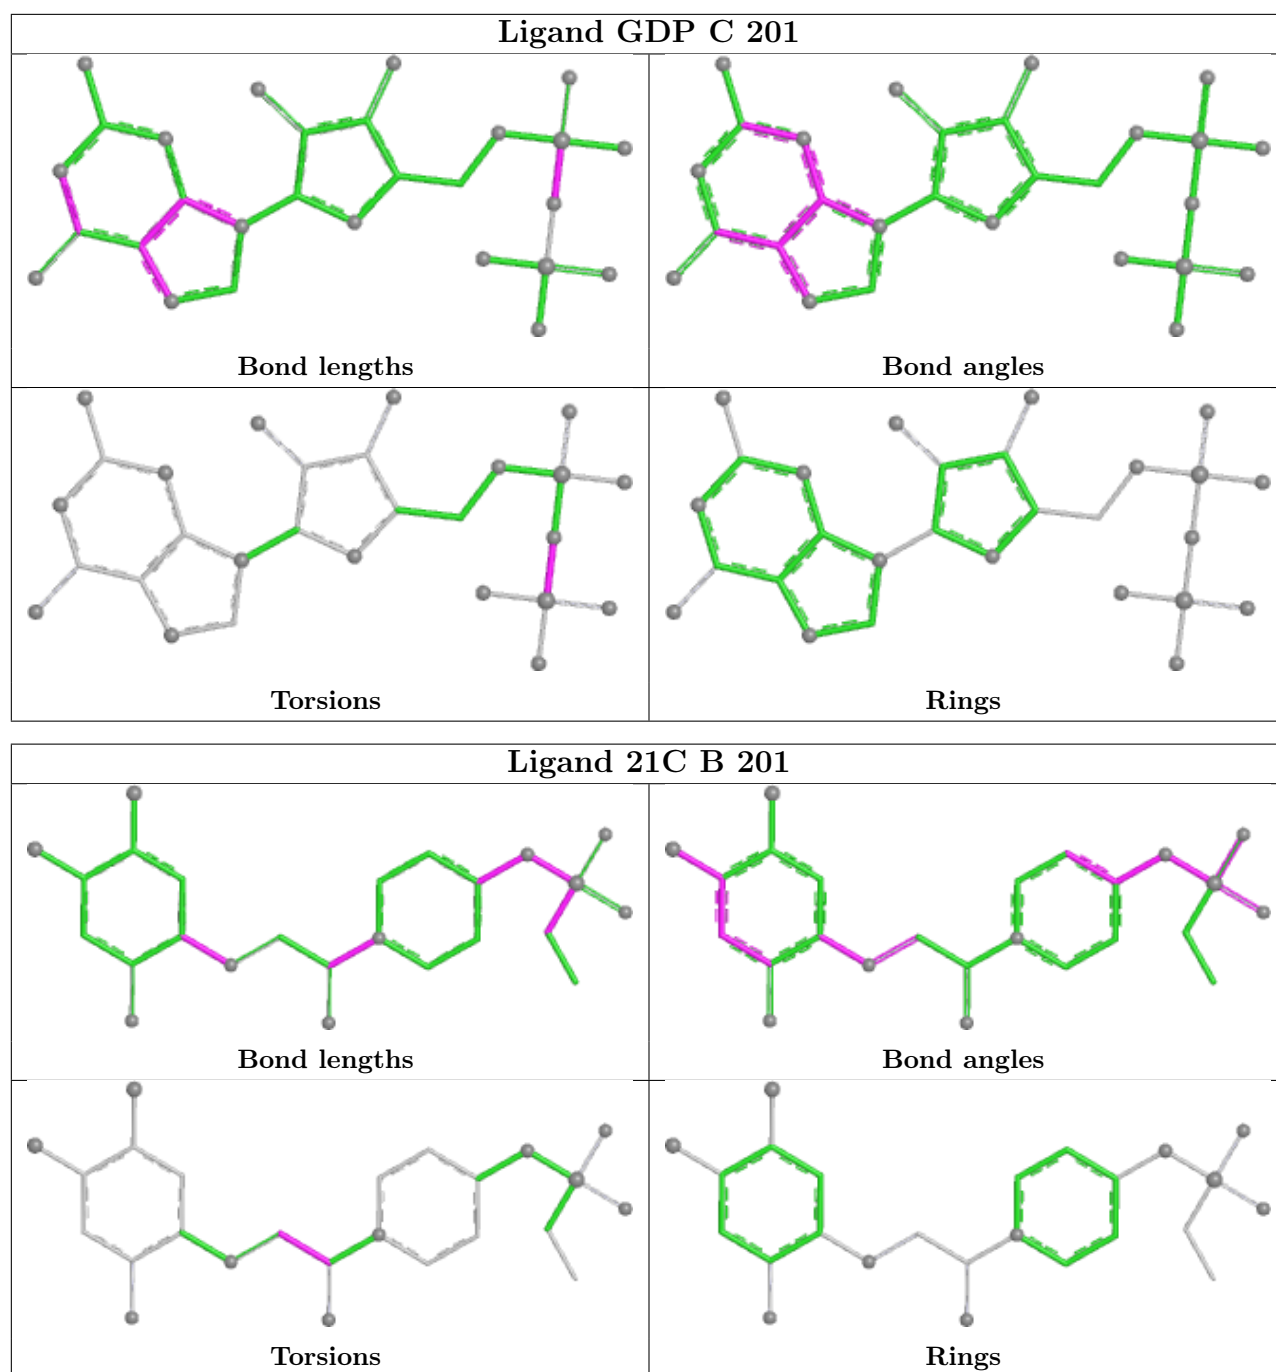 Ligand GDP C 201
Bond lengths
Bond angles
Torsions
Rings
Ligand 21C B 201
Bond lengths
Bond angles
Torsions
Rings